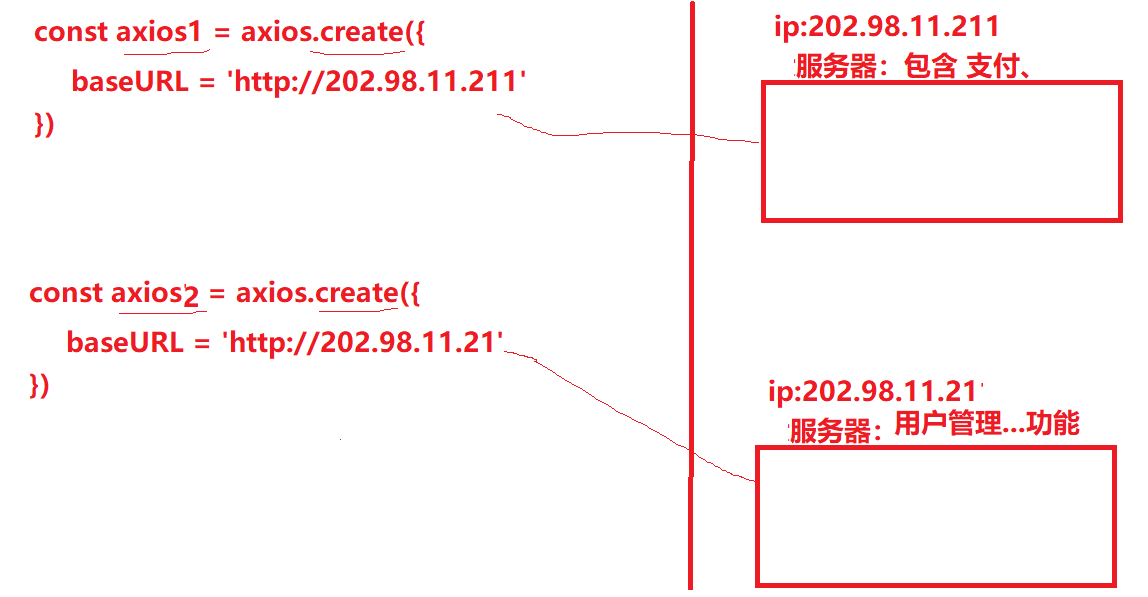 const axios1 = axios.create({
baseURL = 'http://202.98.11.211'
})
ip:202.98.11.211
服务器：包含 支付、
const axios2 = axios.create({
baseURL = 'http://202.98.11.21'
})
ip:202.98.11.21
服务器：用户管理...功能